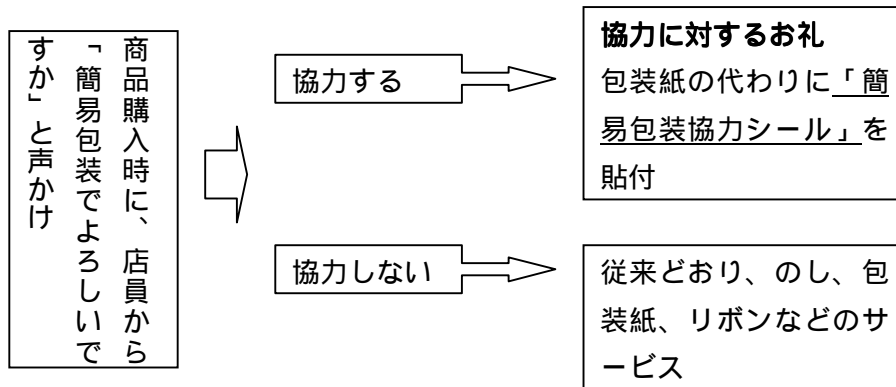 商品購入時に、店員から
「簡易包装でよろしいで
すか」と声かけ
協力する
協力に対するお礼
包装紙の代わりに「簡
易包装協力シール」を
貼付
協力しない
従来どおり、のし、包
装紙、リボンなどのサ
ービス